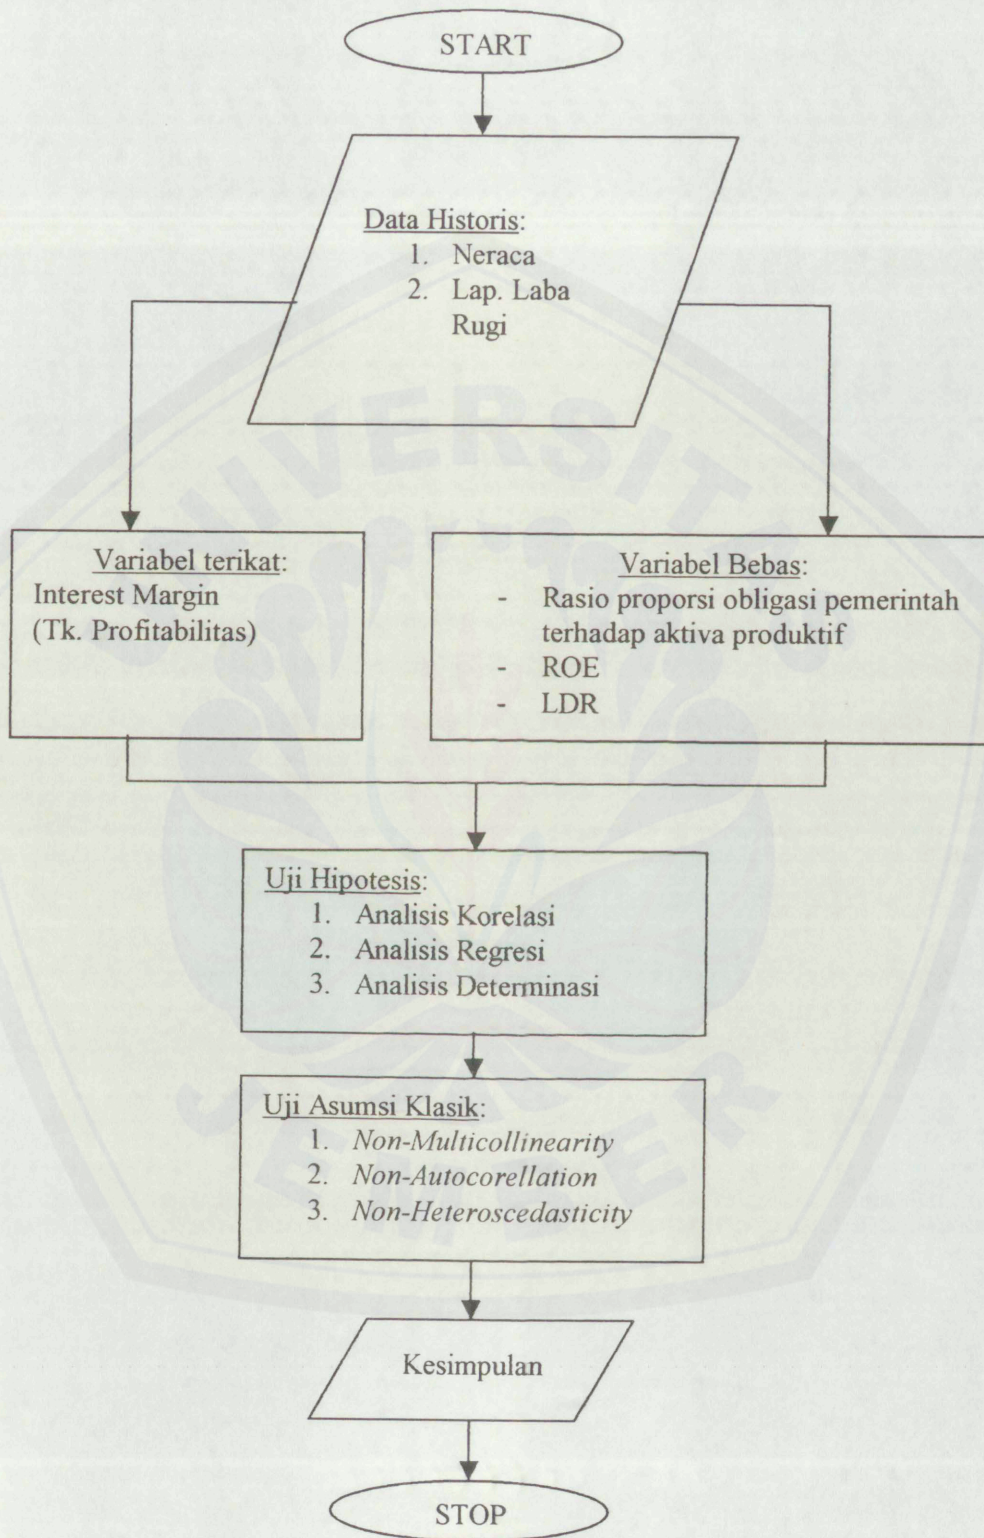 START
Data Historis:
1. Neraca
2. Lap. Laba
Rugi
Variabel terikat:
Interest Margin
(Tk. Profitabilitas)
Variabel Bebas:
- Rasio proporsi obligasi pemerintah
terhadap aktiva produktif
- ROE
- LDR
Uji Hipotesis:
1. Analisis Korelasi
2. Analisis Regresi
3. Analisis Determinasi
Uji Asumsi Klasik:
1. Non-Multicollinearity
2. Non-Autocorellation
3. Non-Heteroscedasticity
Kesimpulan
STOP
UNIVERSITAS
JEMBER